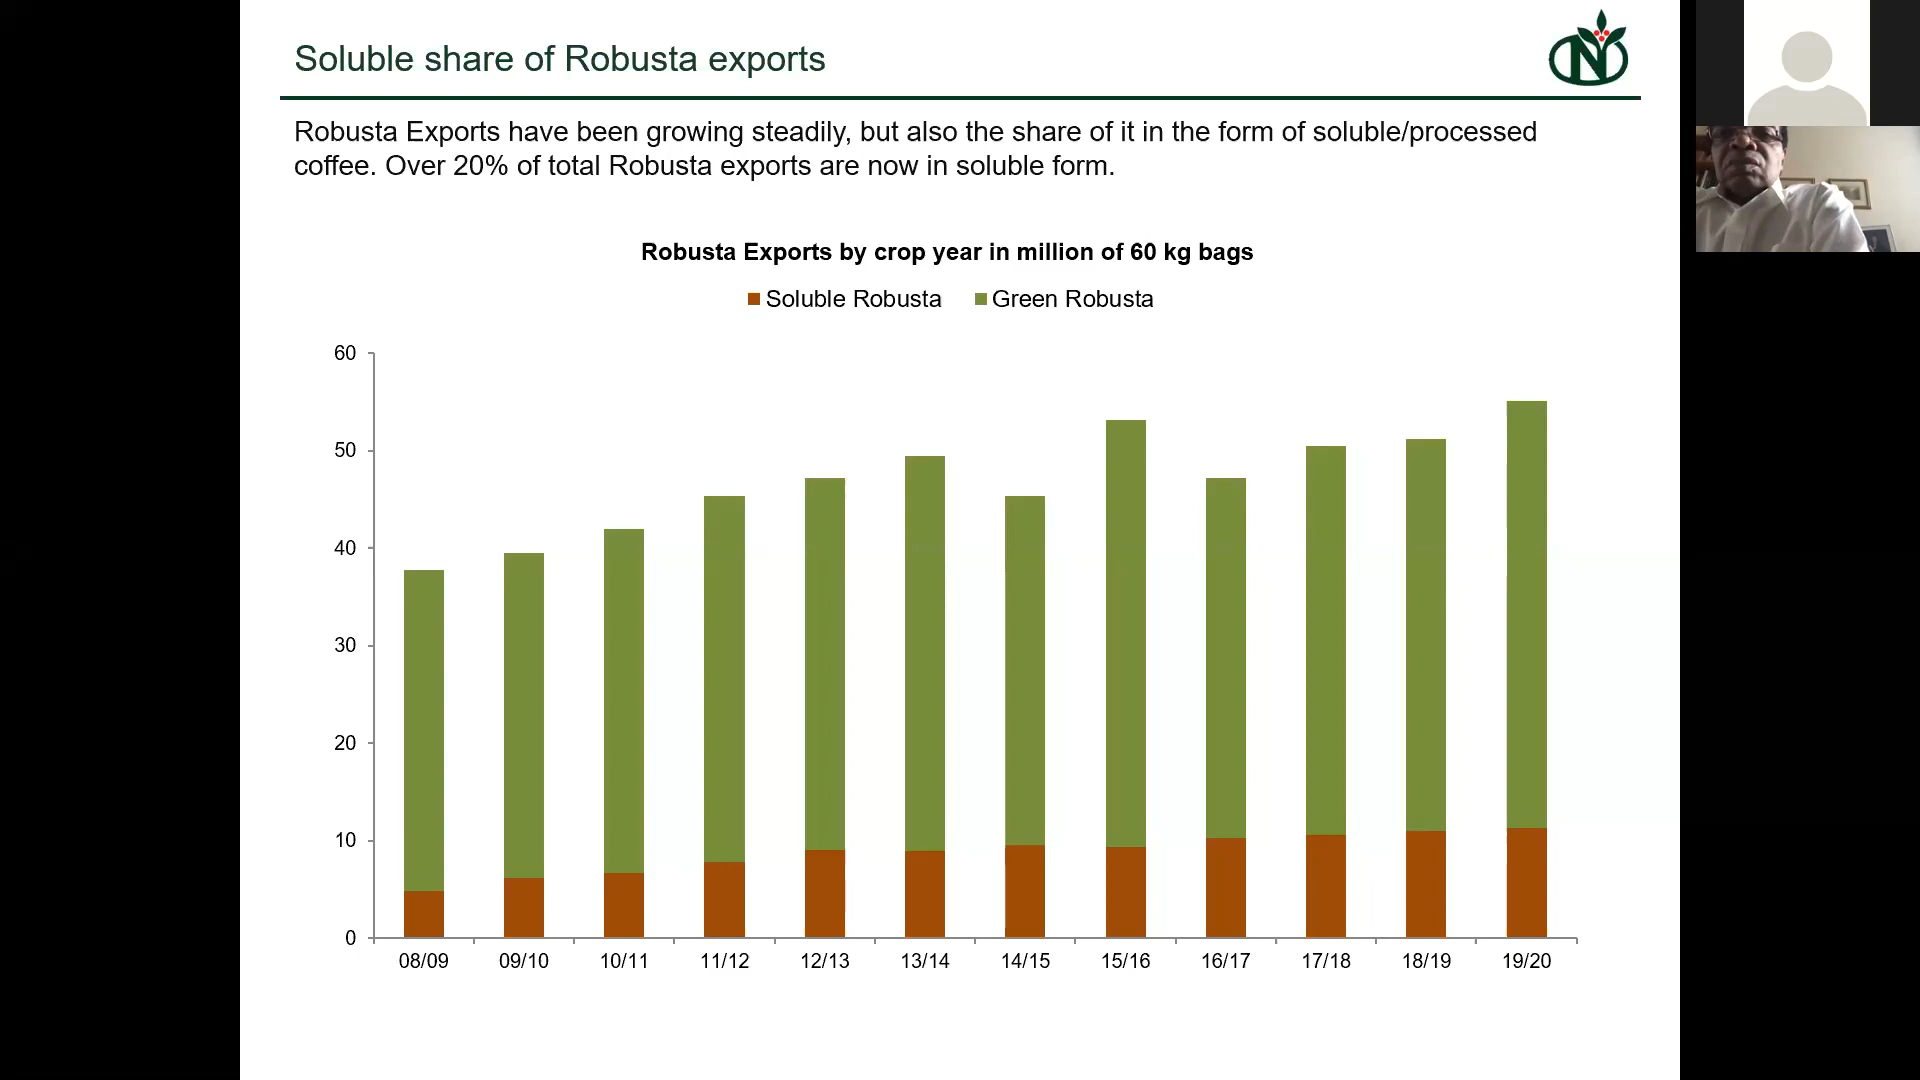 Soluble share of Robusta exports
N
Robusta Exports have been growing steadily, but also the share of it in the form of soluble/processed
coffee. Over 20% of total Robusta exports are now in soluble form.
Robusta Exports by crop year in million of 60 kg bags
Soluble Robusta Green Robusta
60
50
40
30
20
10
0
08/09 09/10 10/11 11/12 12/13 13/14 14/15 15/16 16/17 17/18 18/19 19/20